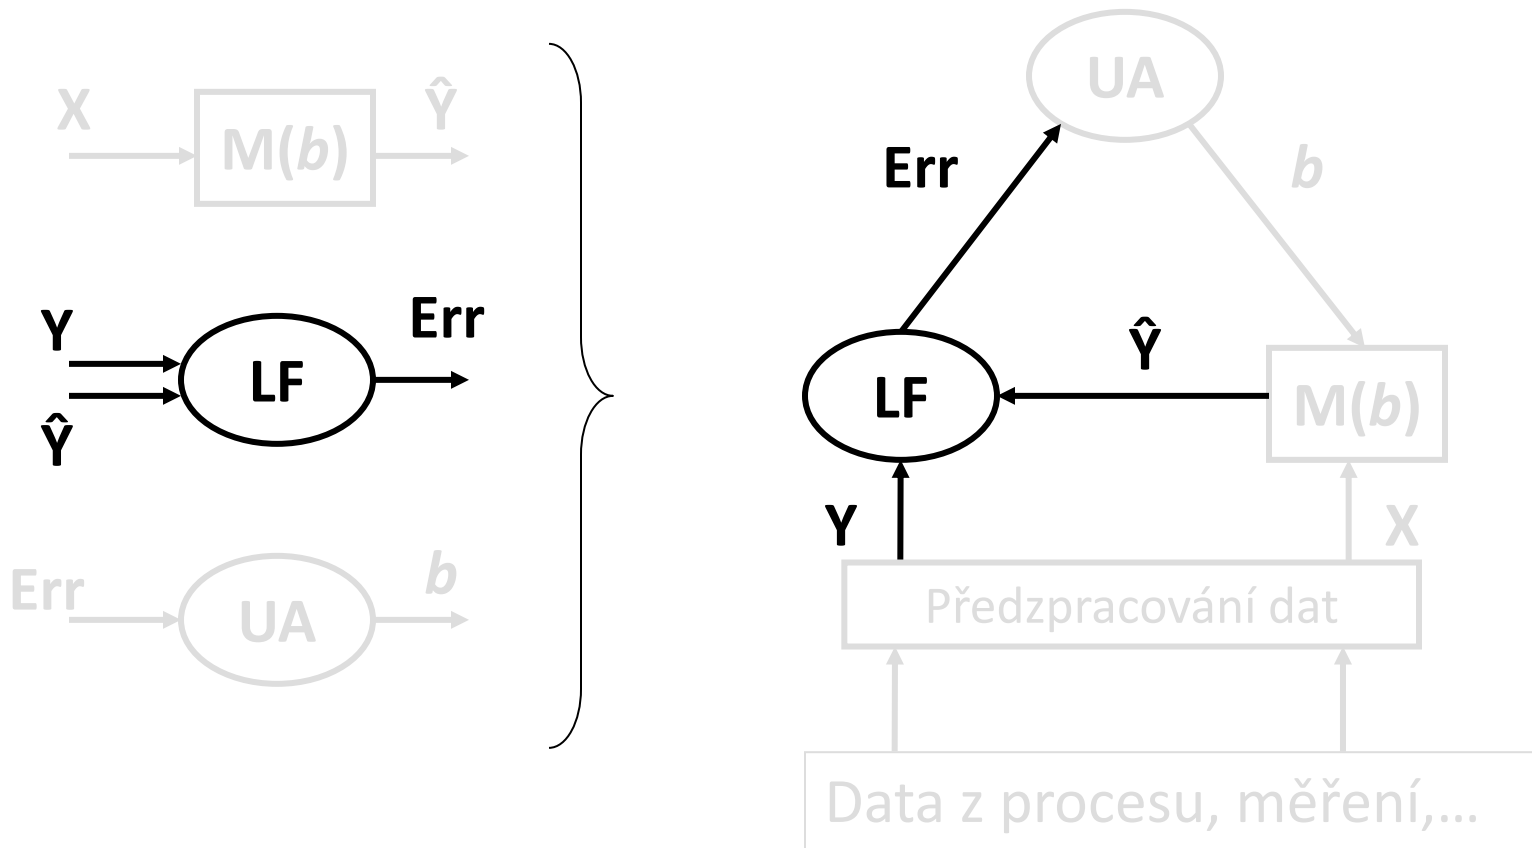 X
Ŷ
M(b)
Y
Ŷ
LF
Err
Err
UA
b
UA
Err
b
Ŷ
LF
M(b)
Y
X
Předzpracování dat
Data z procesu, měření,...